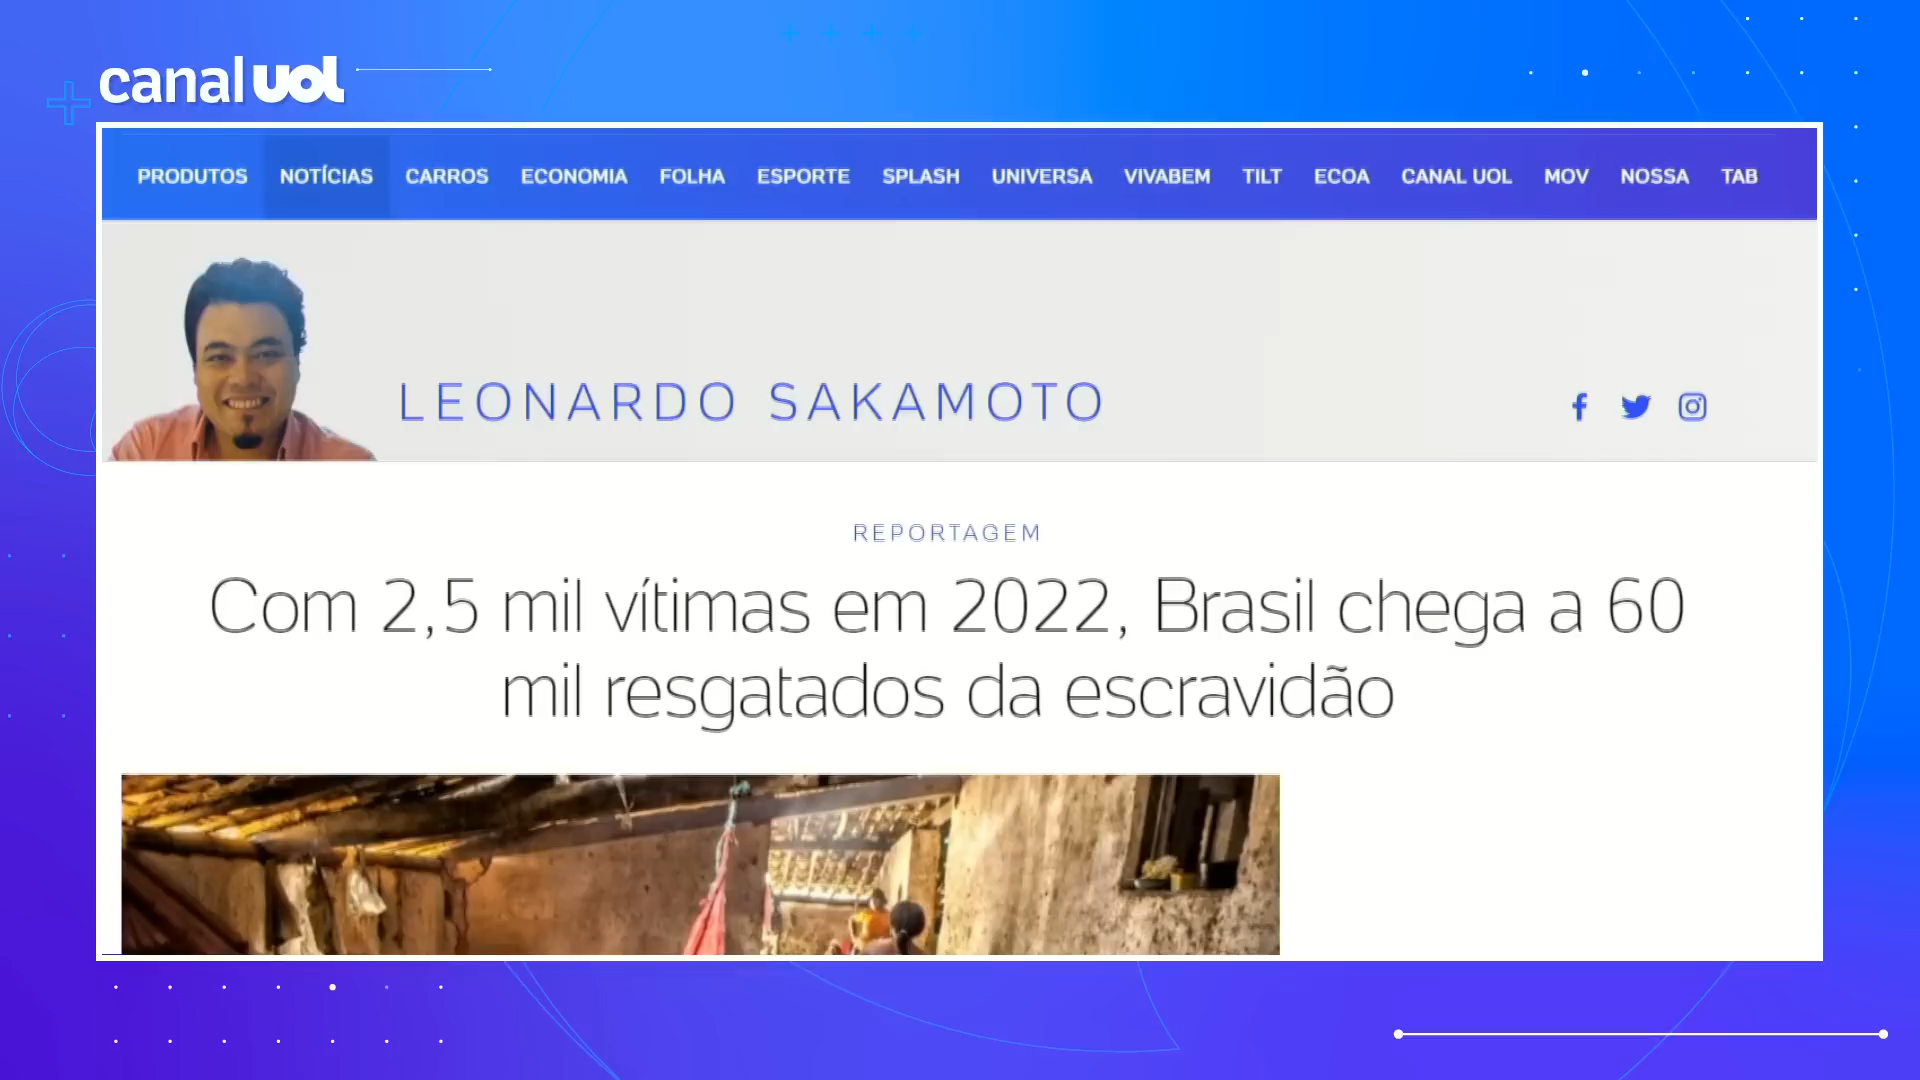 canal uol
PRODUTOS NOTÍCIAS CARROS ECONOMIA FOLHA ESPORTE SPLASH UNIVERSA VIVABEM TILT ECOA CANAL UOL MOV NOSSA TAB
LEONARDO SAKAMOTO
REPORTAGEM
Com 2,5 mil vítimas em 2022, Brasil chega a 60
mil resgatados da escravidão